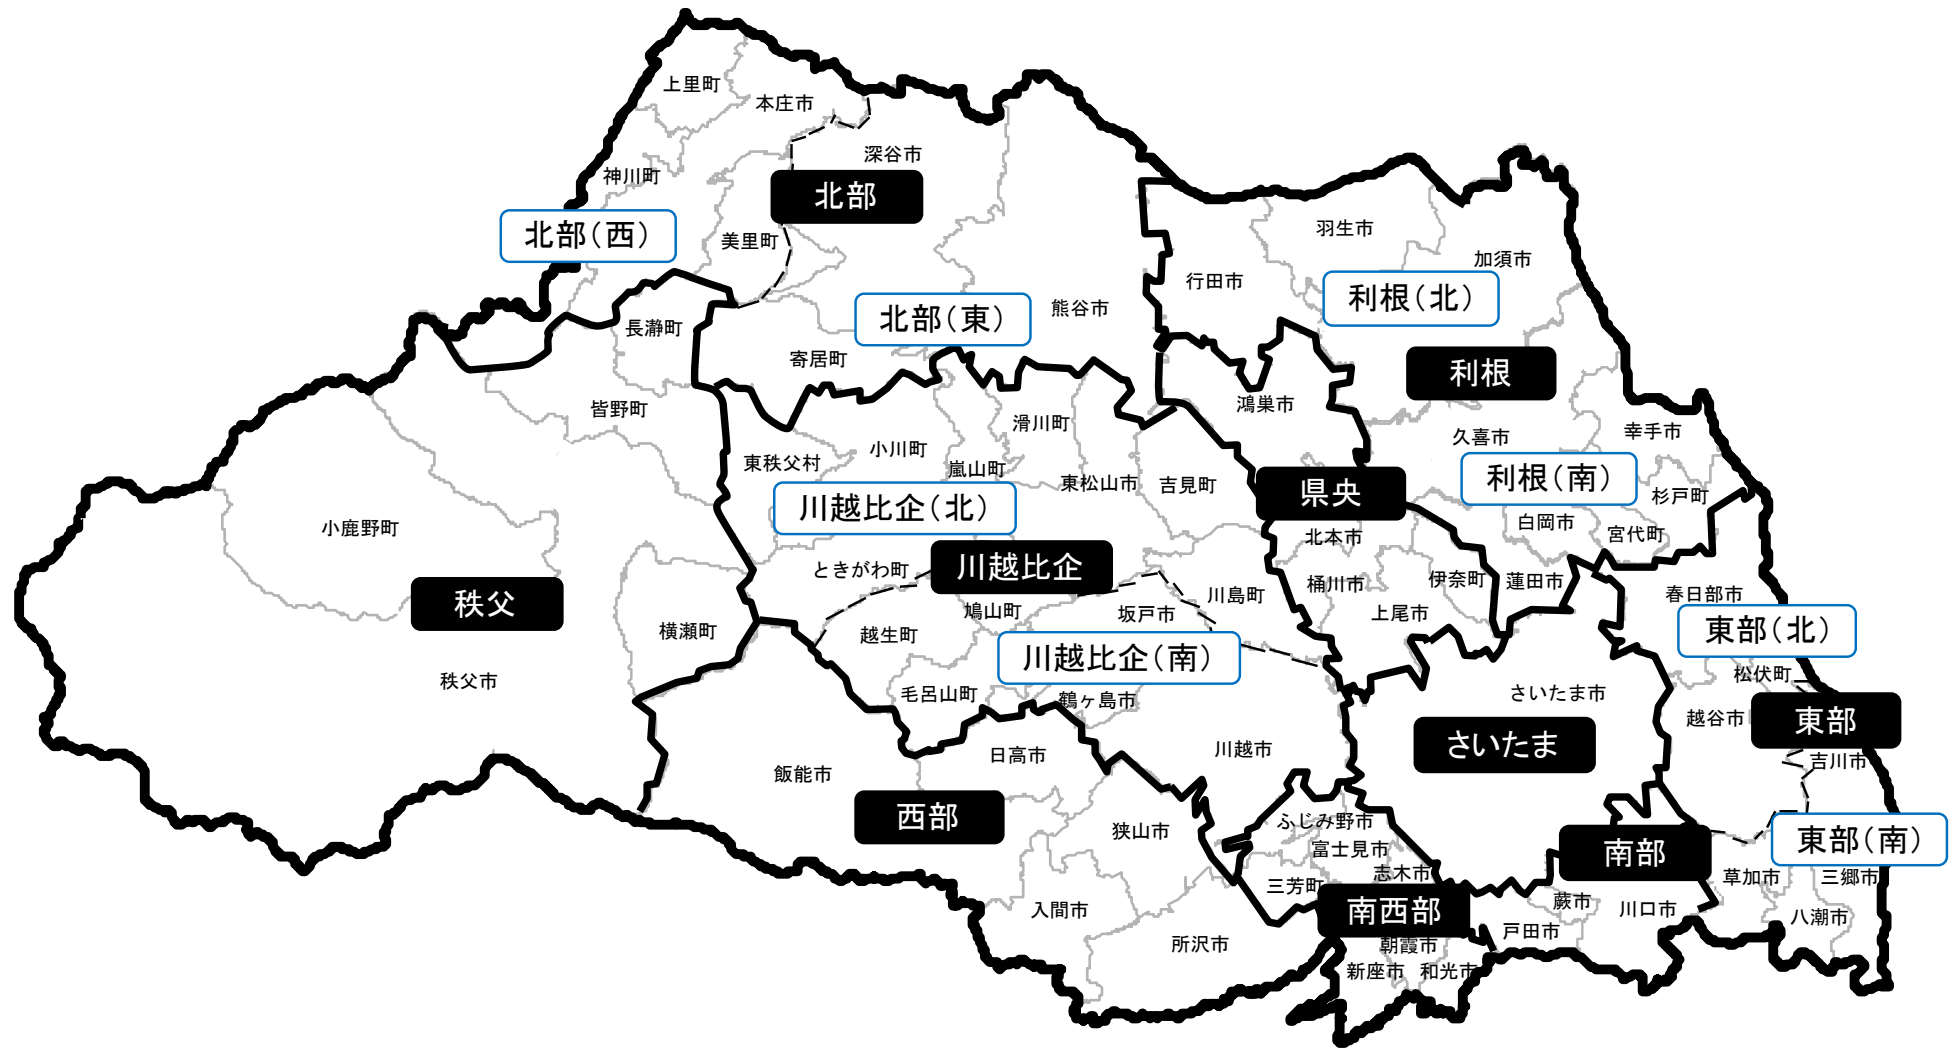 上里町
本庄市
深谷市
神川町
北部
北部（西）
美里町
羽生市
加須市
行田市
利根（北）
北部（東）
熊谷市
長瀞町
寄居町
利根
皆野町
鴻巣市
滑川町
小川町
久喜市
幸手市
東秩父村
嵐山町
東松山市
吉見町
利根（南）
県央
杉戸町
川越比企（北）
小鹿野町
白岡市
宮代町
北本市
ときがわ町
川越比企
桶川市
伊奈町
蓮田市
川島町
春日部市
秩父
鳩山町
坂戸市
上尾市
横瀬町
越生町
東部（北）
川越比企（南）
秩父市
毛呂山町
鶴ヶ島市
さいたま市
松伏町
越谷市
東部
川越市
さいたま
日高市
飯能市
吉川市
西部
狭山市
ふじみ野市
富士見市
南部
東部（南）
志木市
三芳町
草加市
三郷市
入間市
南西部
蕨市
川口市
八潮市
所沢市
戸田市
朝霞市
新座市
和光市